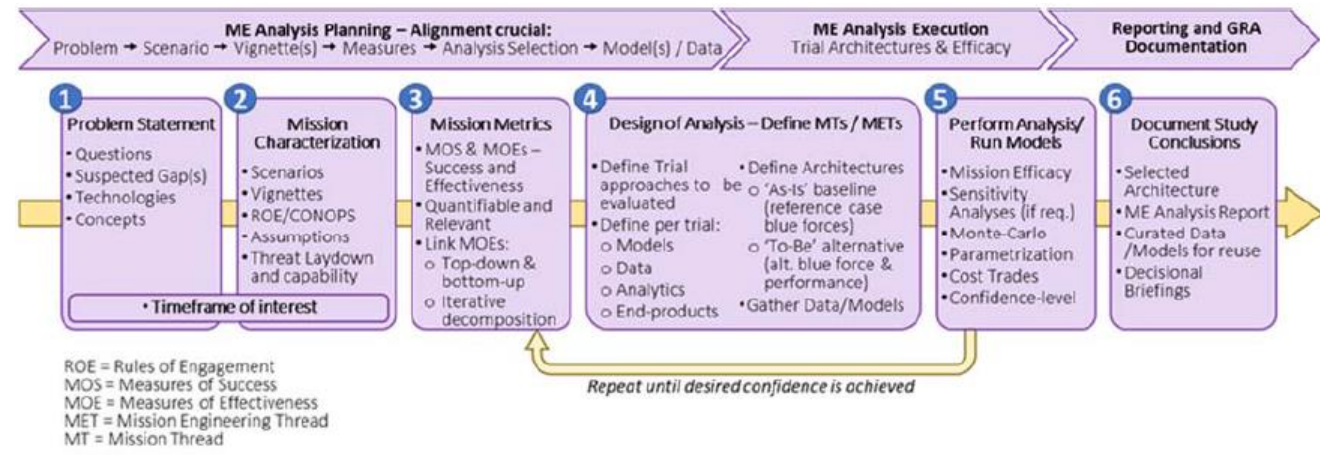 ME Analysis Planning – Alignment crucial:
Problem → Scenario → Vignette(s) → Measures → Analysis Selection → Model(s) / Data
ME Analysis Execution
Trial Architectures & Efficacy
Reporting and GRA
Documentation
1
Problem Statement
• Questions
• Suspected Gap(s)
• Technologies
• Concepts
2
Mission
Characterization
• Scenarios
• Vignettes
• ROE/CONOPS
• Assumptions
• Threat Laydown
and capability
• Timeframe of interest
3
Mission Metrics
• MOS & MOEs –
Success and
Effectiveness
• Quantifiable and
Relevant
• Link MOEs:
o Top-down &
bottom-up
o Iterative
decomposition
4
Design of Analysis – Define MTs / METs
• Define Trial
approaches to be
evaluated
• Define per trial:
o Models
o Data
o Analytics
o End-products
• Define Architectures
o 'As-Is' baseline
(reference case
blue forces)
o 'To-Be' alternative
(alt. blue force &
performance)
• Gather Data/Models
5
Perform Analysis/
Run Models
• Mission Efficacy
• Sensitivity
Analyses (if req.)
• Monte-Carlo
• Parametrization
• Cost Trades
• Confidence-level
6
Document Study
Conclusions
• Selected
Architecture
• ME Analysis Report
• Curated Data
/Models for reuse
• Decisional
Briefings
Repeat until desired confidence is achieved
ROE = Rules of Engagement
MOS = Measures of Success
MOE = Measures of Effectiveness
MET = Mission Engineering Thread
MT = Mission Thread